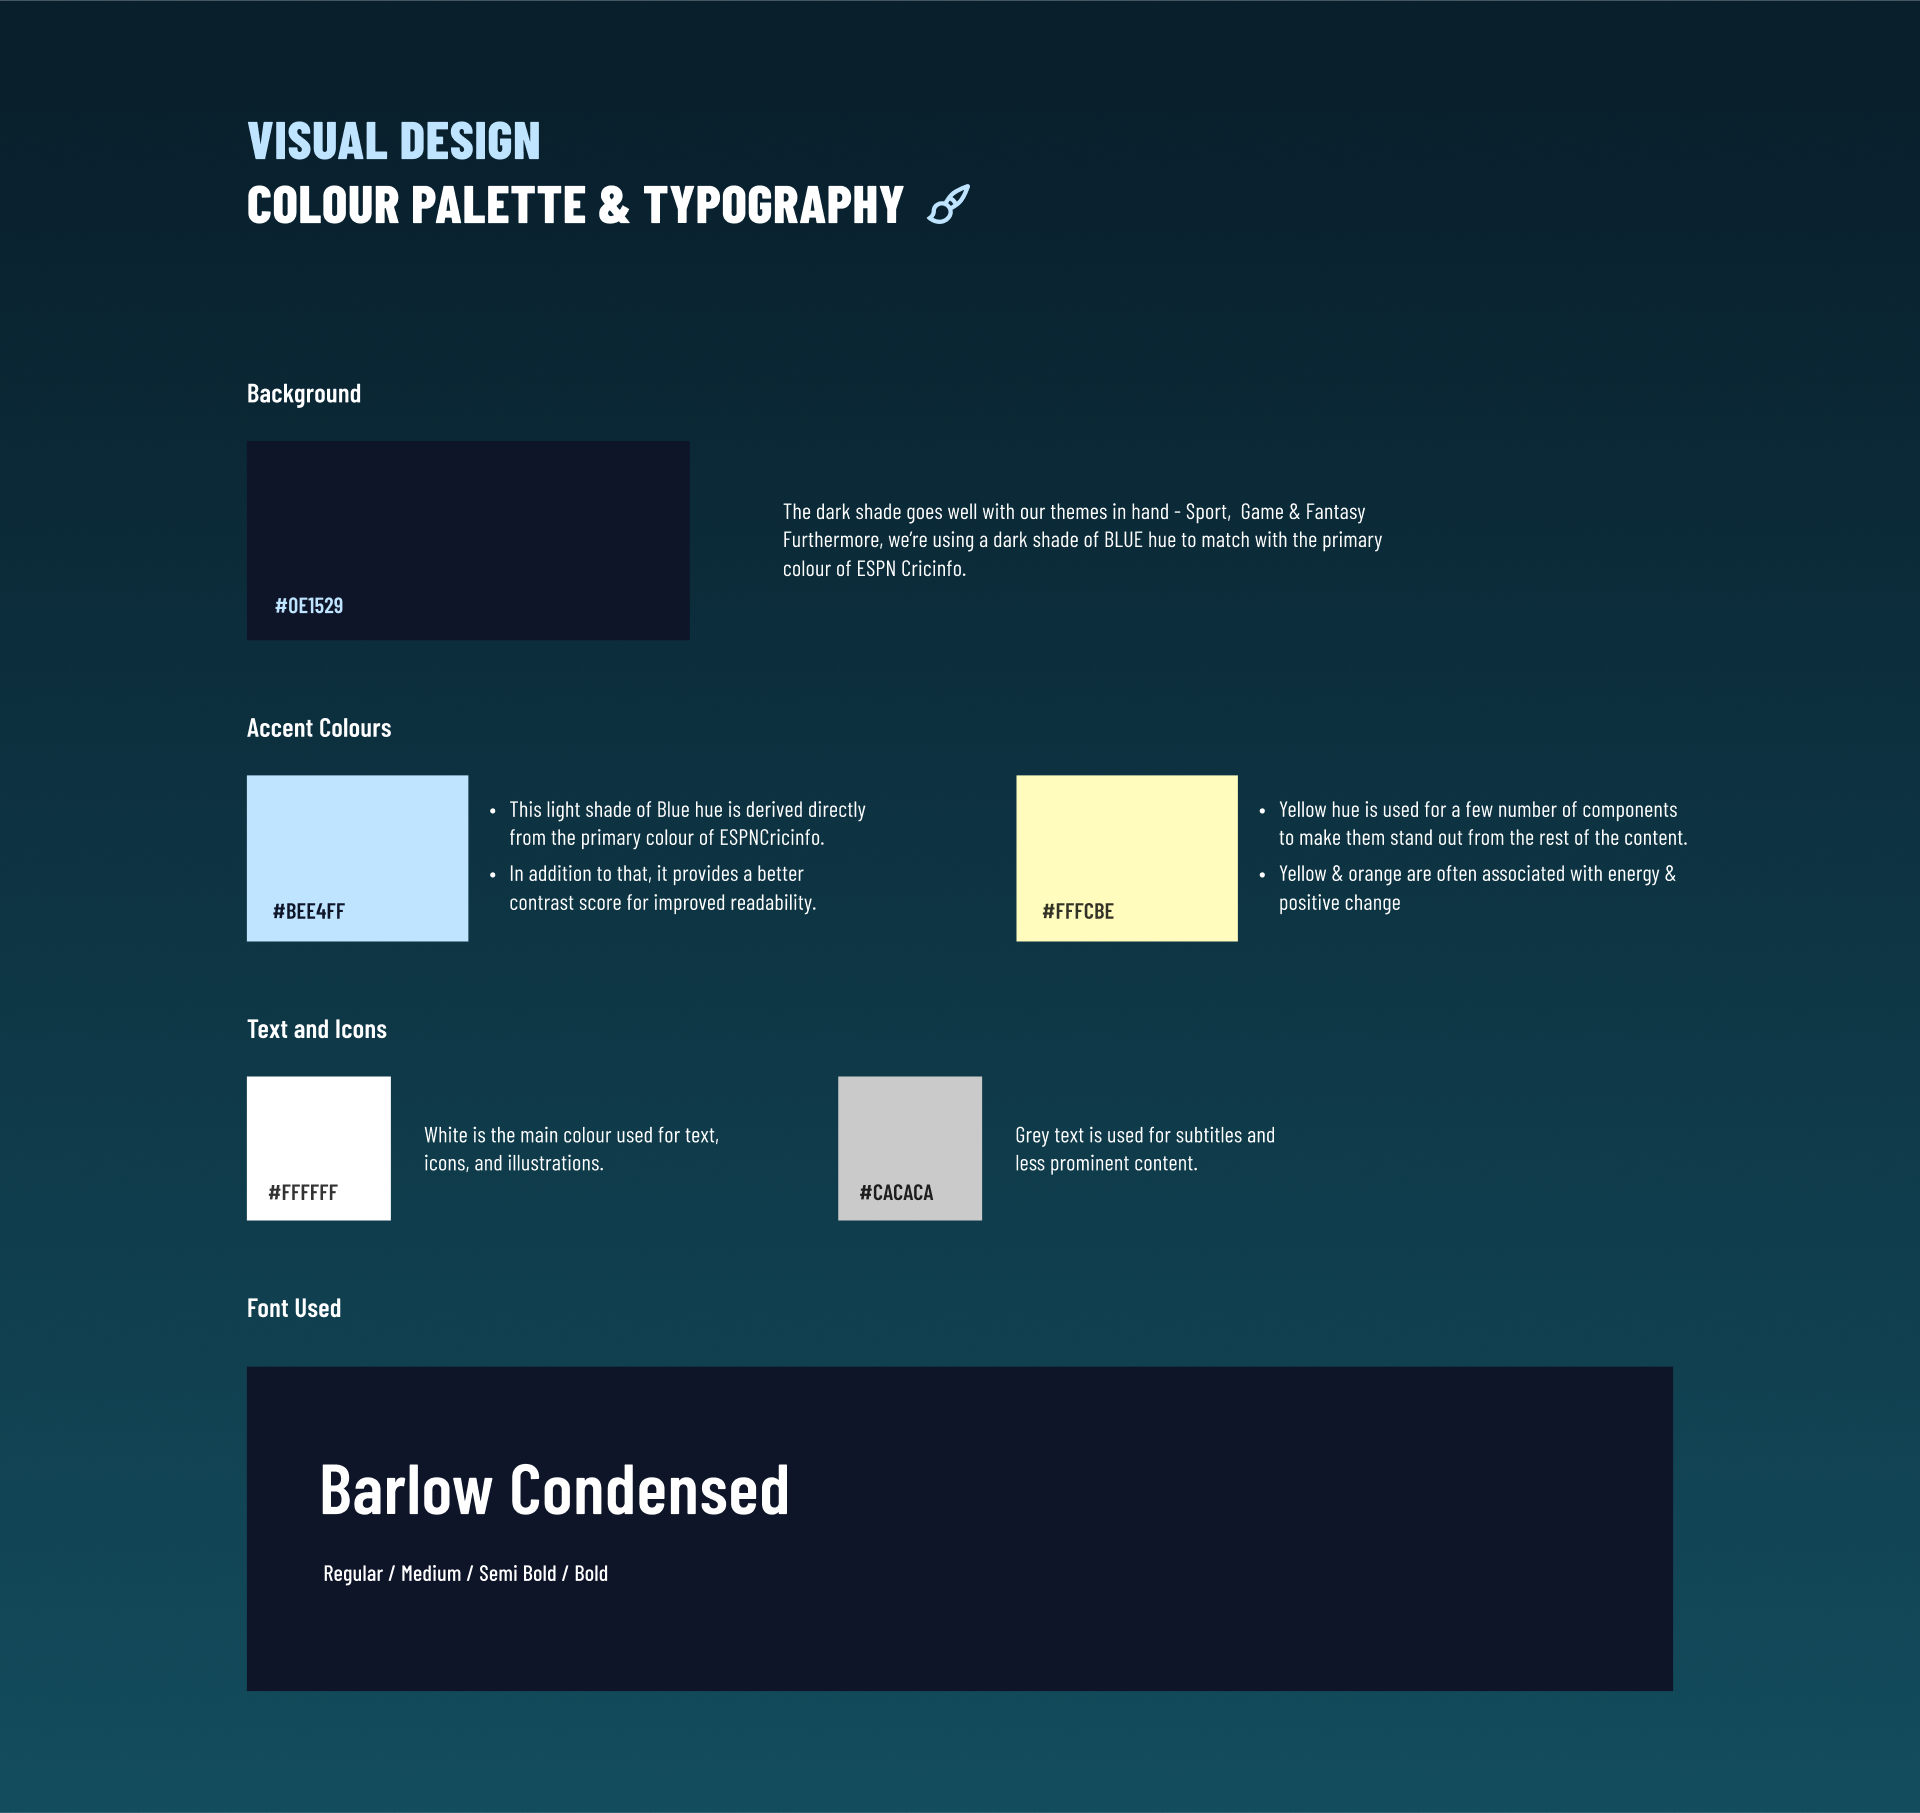 VISUAL DESIGN
COLOUR PALETTE & TYPOGRAPHY
Background
#0E1529
The dark shade goes well with our themes in hand - Sport,  Game & Fantasy
Furthermore, we’re using a dark shade of BLUE hue to match with the primary
colour of ESPN Cricinfo.
Accent Colours
#BEE4FF
• This light shade of Blue hue is derived directly
from the primary colour of ESPNCricinfo.
• In addition to that, it provides a better
contrast score for improved readability.
#FFFCBE
• Yellow hue is used for a few number of components
to make them stand out from the rest of the content.
• Yellow & orange are often associated with energy &
positive change
Text and Icons
#FFFFFF
White is the main colour used for text,
icons, and illustrations.
#CACACA
Grey text is used for subtitles and
less prominent content.
Font Used
Barlow Condensed
Regular / Medium / Semi Bold / Bold